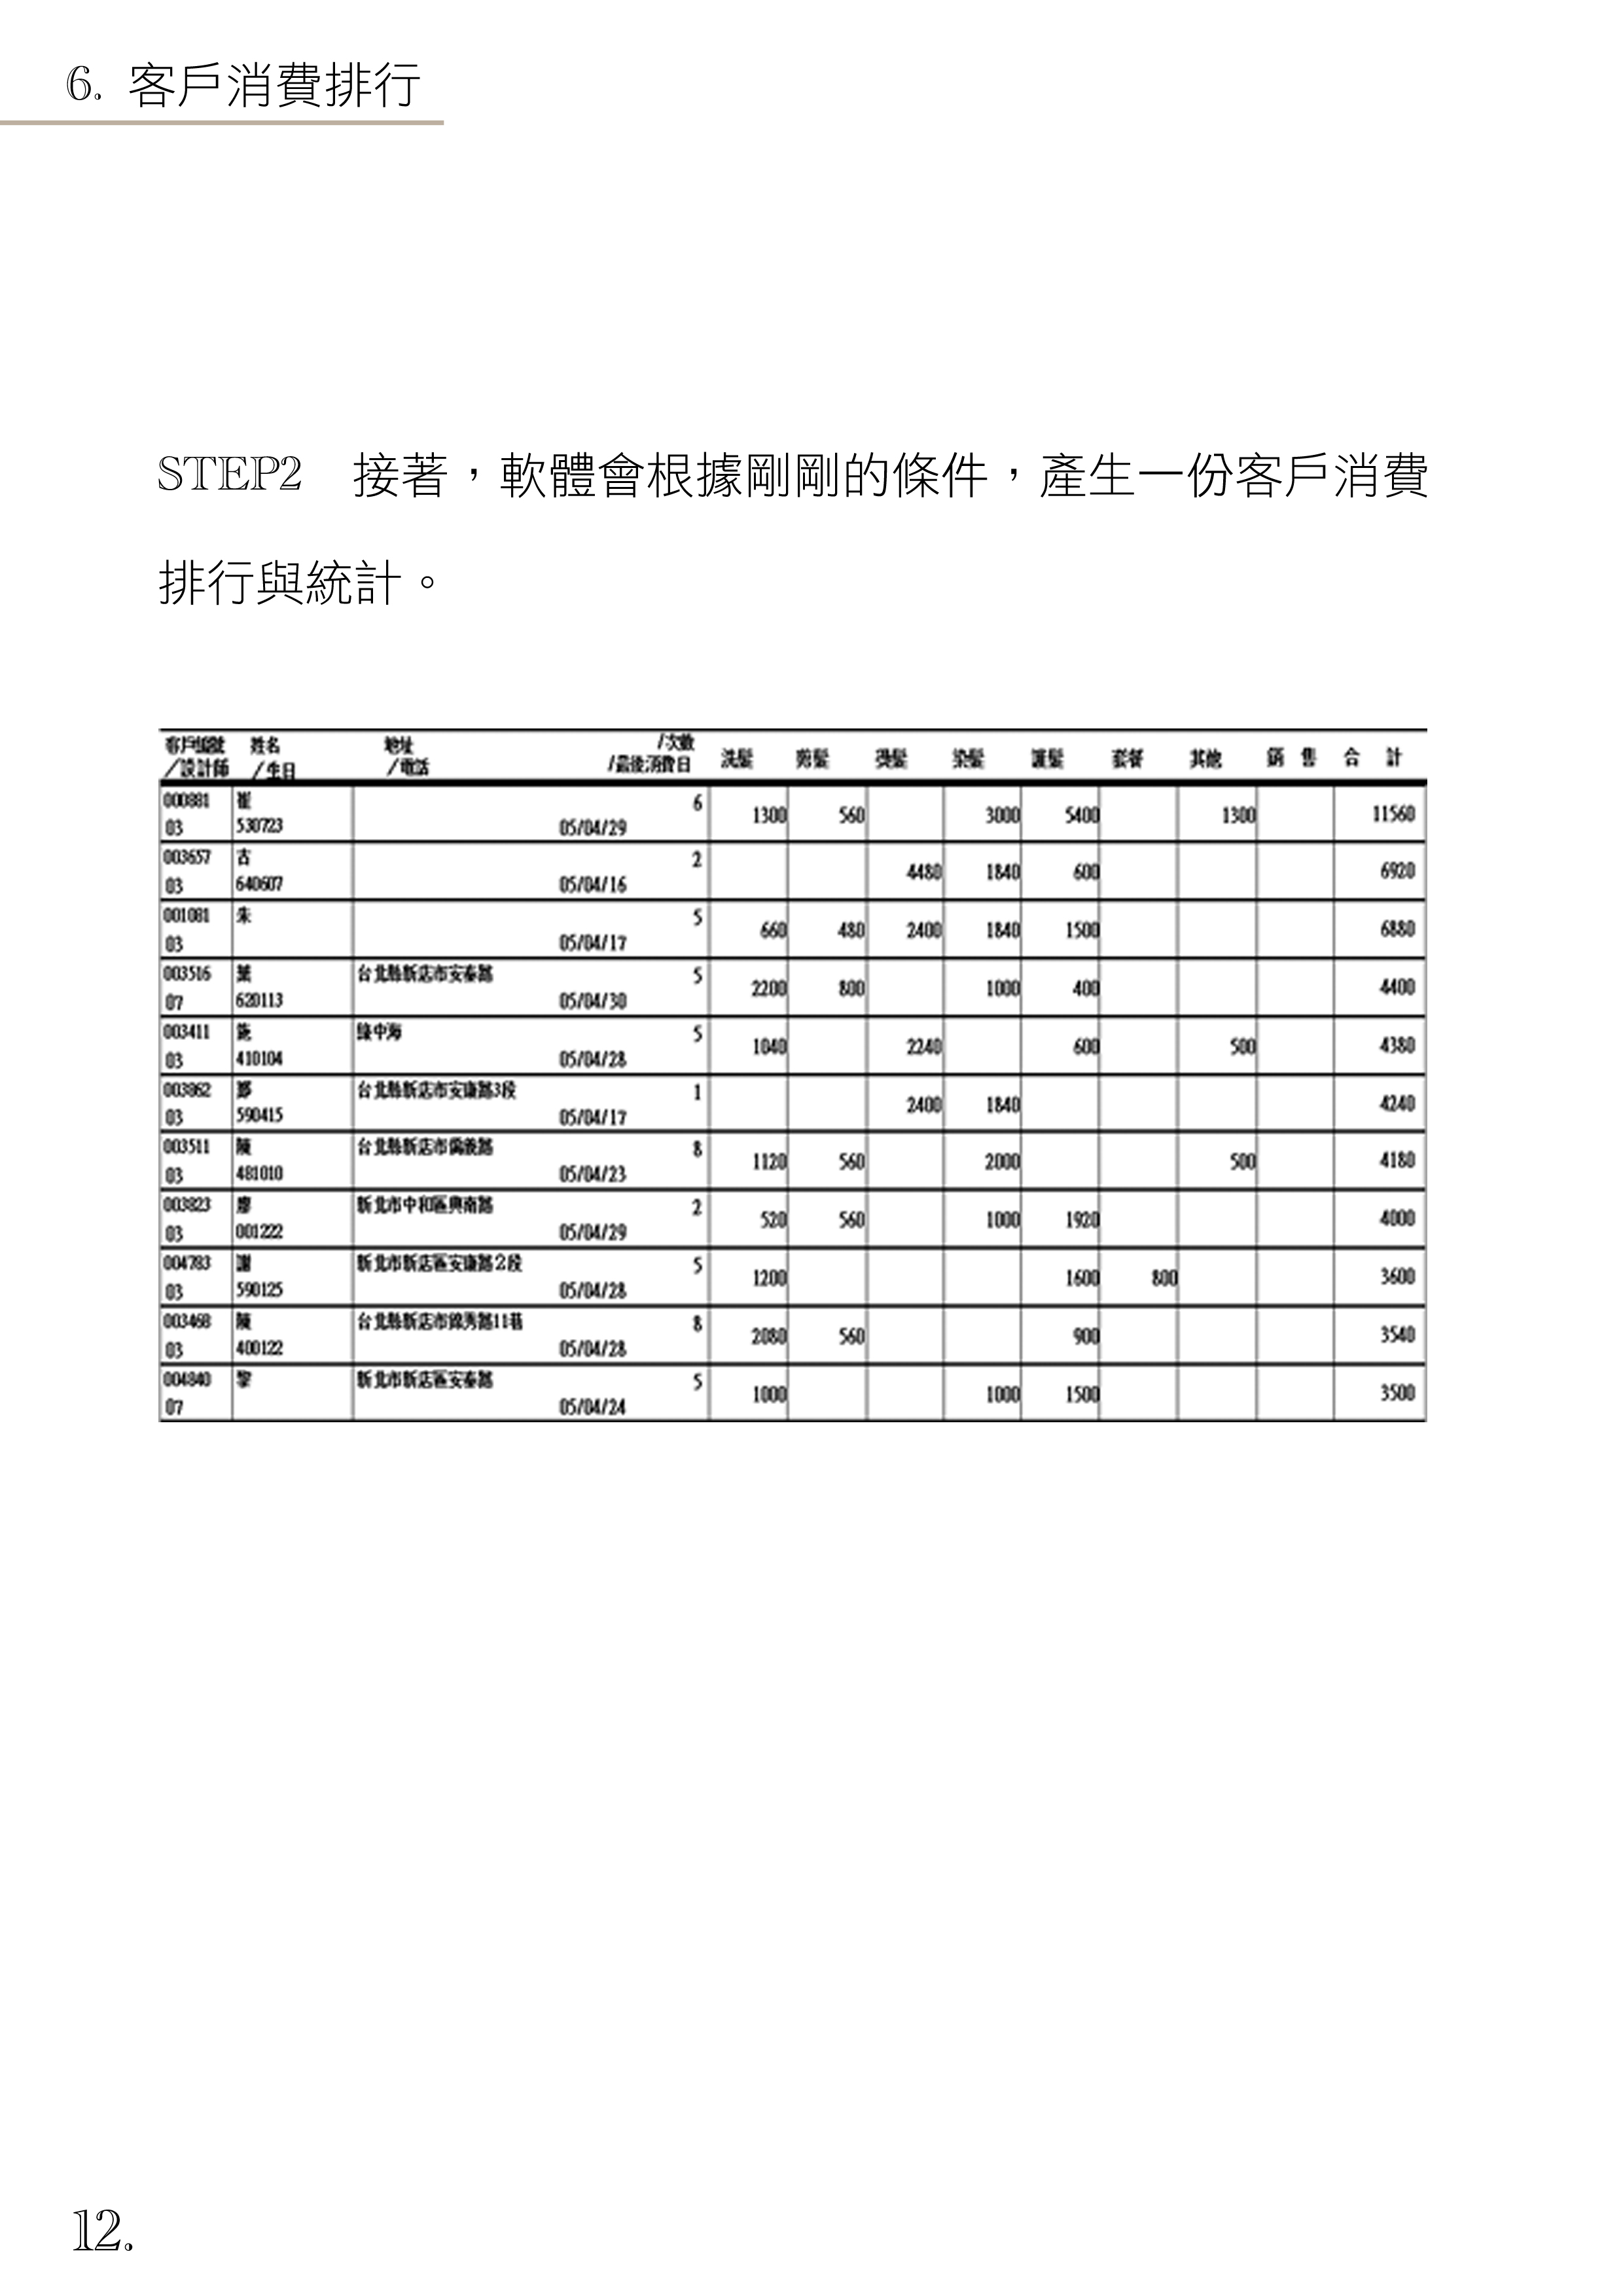 6. 客戶消費排行
STEP2 接著，軟體會根據剛剛的條件，產生一份客戶消費
排行與統計。
客戶編號 姓名 地址 /次數 洗髮 剪髮 燙髮 染髮 護髮 套餐 其他 銷 售 合 計
/設計師 /生日 /電話 /最後消費日
000881 崔 6 1300 560 3000 5400 1300 11560
03 530723 05/04/29
003657 古 2 4480 1840 600 6920
03 640607 05/04/16
001081 朱 5 660 480 2400 1840 1500 6880
03 05/04/17
003516 葉 台北縣新店市安泰路 5 2200 800 1000 400 4400
07 620113 05/04/30
003411 施 綠中海 5 1040 2240 600 500 4380
03 410104 05/04/28
003862 鄧 台北縣新店市安康路3段 1 2400 1840 4240
03 590415 05/04/17
003511 陳 台北縣新店市僑義路 8 1120 560 2000 500 4180
03 481010 05/04/23
003823 廖 新北市中和區興南路 2 520 560 1000 1920 4000
03 001222 05/04/29
004783 謝 新北市新店區安康路2段 5 1200 1600 800 3600
03 590125 05/04/28
003468 陳 台北縣新店市錦秀路11巷 8 2080 560 900 3540
03 400122 05/04/28
004840 黎 新北市新店區安泰路 5 1000 1000 1500 3500
07 05/04/24
12.